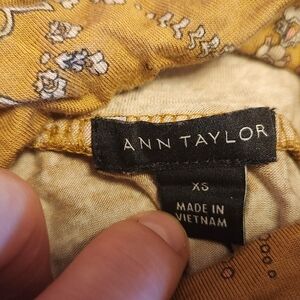 ANN TAYLOR
XS
MADE IN
VIETNAM